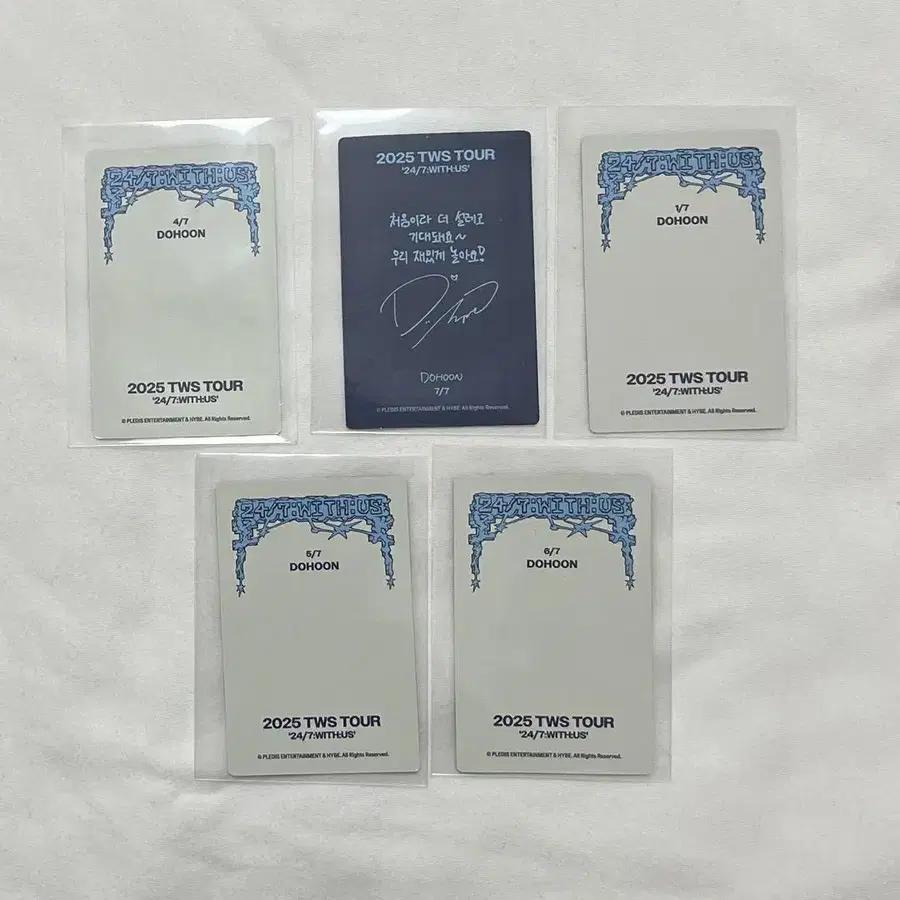 24/7:WITH:US
4/7
DOHOON
2025 TWS TOUR
'24/7:WITH:US'
© PLEDIS ENTERTAINMENT & HYBE. All Rights Reserved.
2025 TWS TOUR
'24/7:WITH:US'
처음이라 더 설레고
기대돼요~
우리 재밌게 놀아요!
DOHOON
7/7
© PLEDIS ENTERTAINMENT & HYBE. All Rights Reserved.
24/7:WITH:US
1/7
DOHOON
2025 TWS TOUR
'24/7:WITH:US'
© PLEDIS ENTERTAINMENT & HYBE. All Rights Reserved.
24/7:WITH:US
5/7
DOHOON
2025 TWS TOUR
'24/7:WITH:US'
© PLEDIS ENTERTAINMENT & HYBE. All Rights Reserved.
24/7:WITH:US
6/7
DOHOON
2025 TWS TOUR
'24/7:WITH:US'
© PLEDIS ENTERTAINMENT & HYBE. All Rights Reserved.